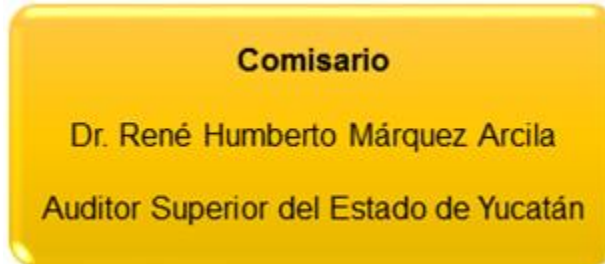 Comisario
Dr. René Humberto Márquez Arcila
Auditor Superior del Estado de Yucatán